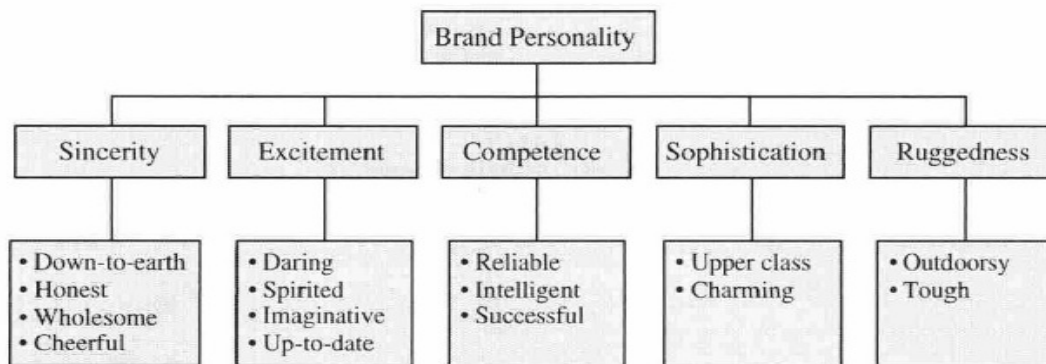 Brand Personality
Sincerity
Excitement
Competence
Sophistication
Ruggedness
• Down-to-earth
• Honest
• Wholesome
• Cheerful
• Daring
• Spirited
• Imaginative
• Up-to-date
• Reliable
• Intelligent
• Successful
• Upper class
• Charming
• Outdoorsy
• Tough